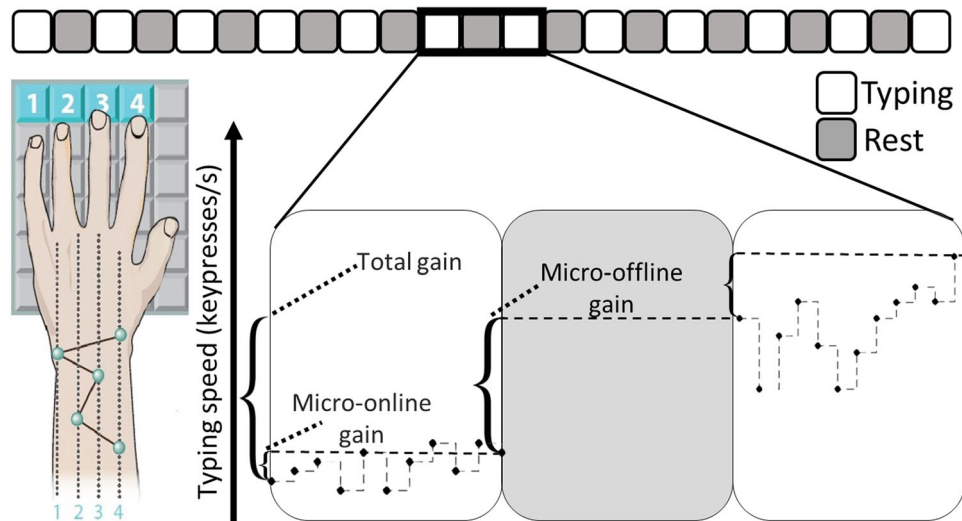 1 2 3 4
Typing
Rest
Typing speed (keypresses/s)
Total gain
Micro-offline
gain
Micro-online
gain
1 2 3 4